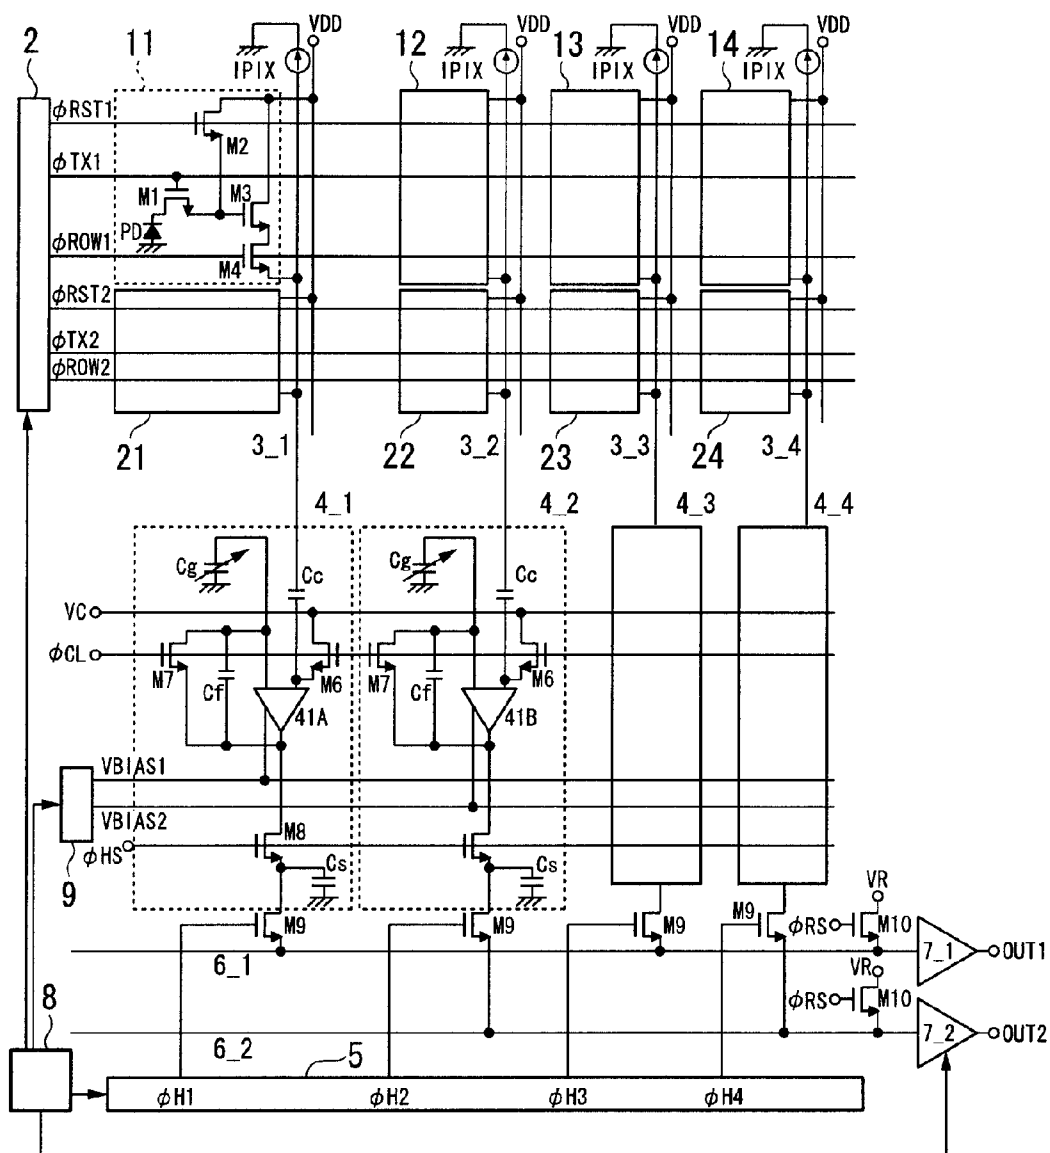 2
11
12
13
14
VDD
VDD
VDD
VDD
IPIX
IPIX
IPIX
IPIX
φRST1
M2
φTX1
M1
M3
PD
φROW1
M4
φRST2
φTX2
φROW2
21
3_1
22
3_2
23
3_3
24
3_4
4_1
4_2
4_3
4_4
Cg
Cc
Cg
Cc
VC
φCL
M7
Cf
M6
M7
Cf
M6
41A
41B
VBIAS1
VBIAS2
φHS
9
M8
Cs
Cs
M9
M9
M9
M9
VR
φRS
M10
6_1
7_1
OUT1
VR
φRS
M10
8
6_2
7_2
OUT2
5
φH1
φH2
φH3
φH4